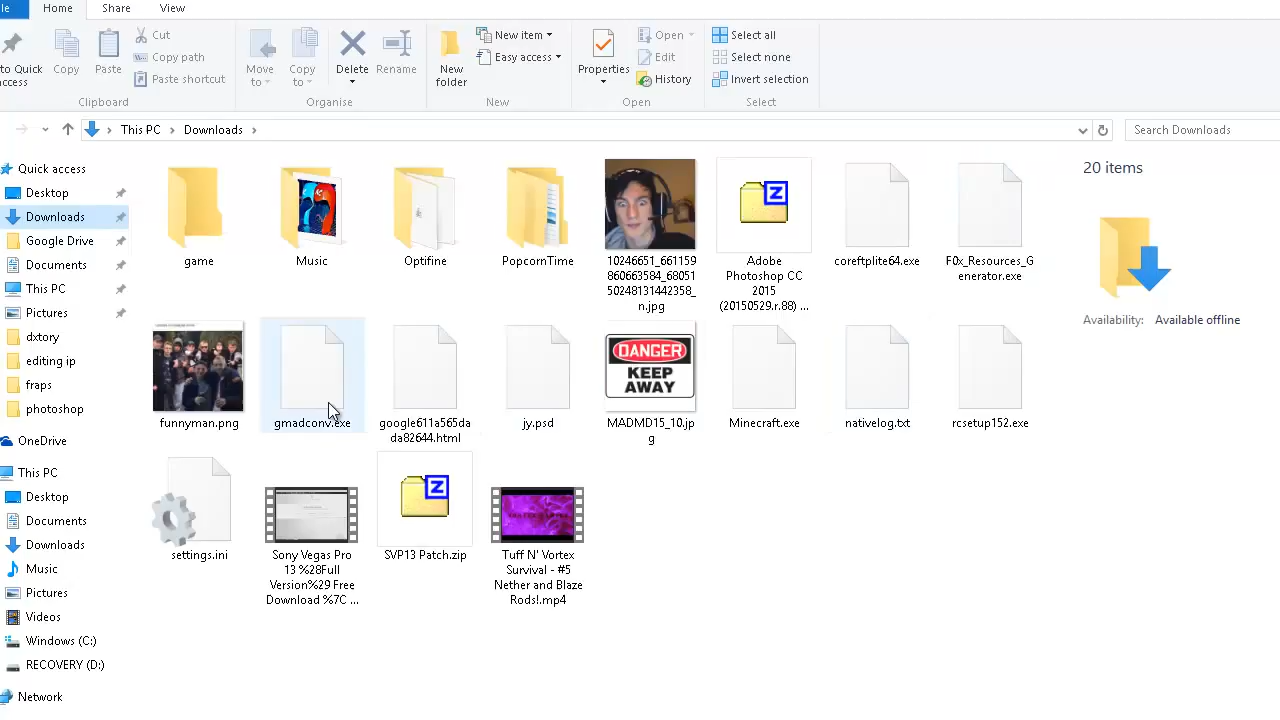 le Home Share View
to Quick
ccess
Copy
Paste
Cut
Copy path
Paste shortcut
Move
to
Copy
to
Delete
Rename
New
folder
New item
Easy access
Properties
Open
Edit
History
Select all
Select none
Invert selection
Clipboard Organise New Open Select
This PC Downloads Search Downloads
Quick access
Desktop
Downloads
Google Drive
Documents
This PC
Pictures
dxtory
editing ip
fraps
photoshop
OneDrive
This PC
Desktop
Documents
Downloads
Music
Pictures
Videos
Windows (C:)
RECOVERY (D:)
Network
game
Music
Optifine
PopcornTime
10246651_661159
860663584_68051
50248131442358_
n.jpg
Adobe
Photoshop CC
2015
(20150529.r.88) ...
coreftplite64.exe
F0x_Resources_G
enerator.exe
funnyman.png
gmadconv.exe
google611a565da
da82644.html
jy.psd
DANGER
KEEP
AWAY
MADMD15_10.jp
g
Minecraft.exe
nativelog.txt
rcsetup152.exe
settings.ini
Sony Vegas Pro
13 %28Full
Version%29 Free
Download %7C ...
Z
SVP13 Patch.zip
Tuff N' Vortex
Survival - #5
Nether and Blaze
Rods!.mp4
20 items
Availability: Available offline